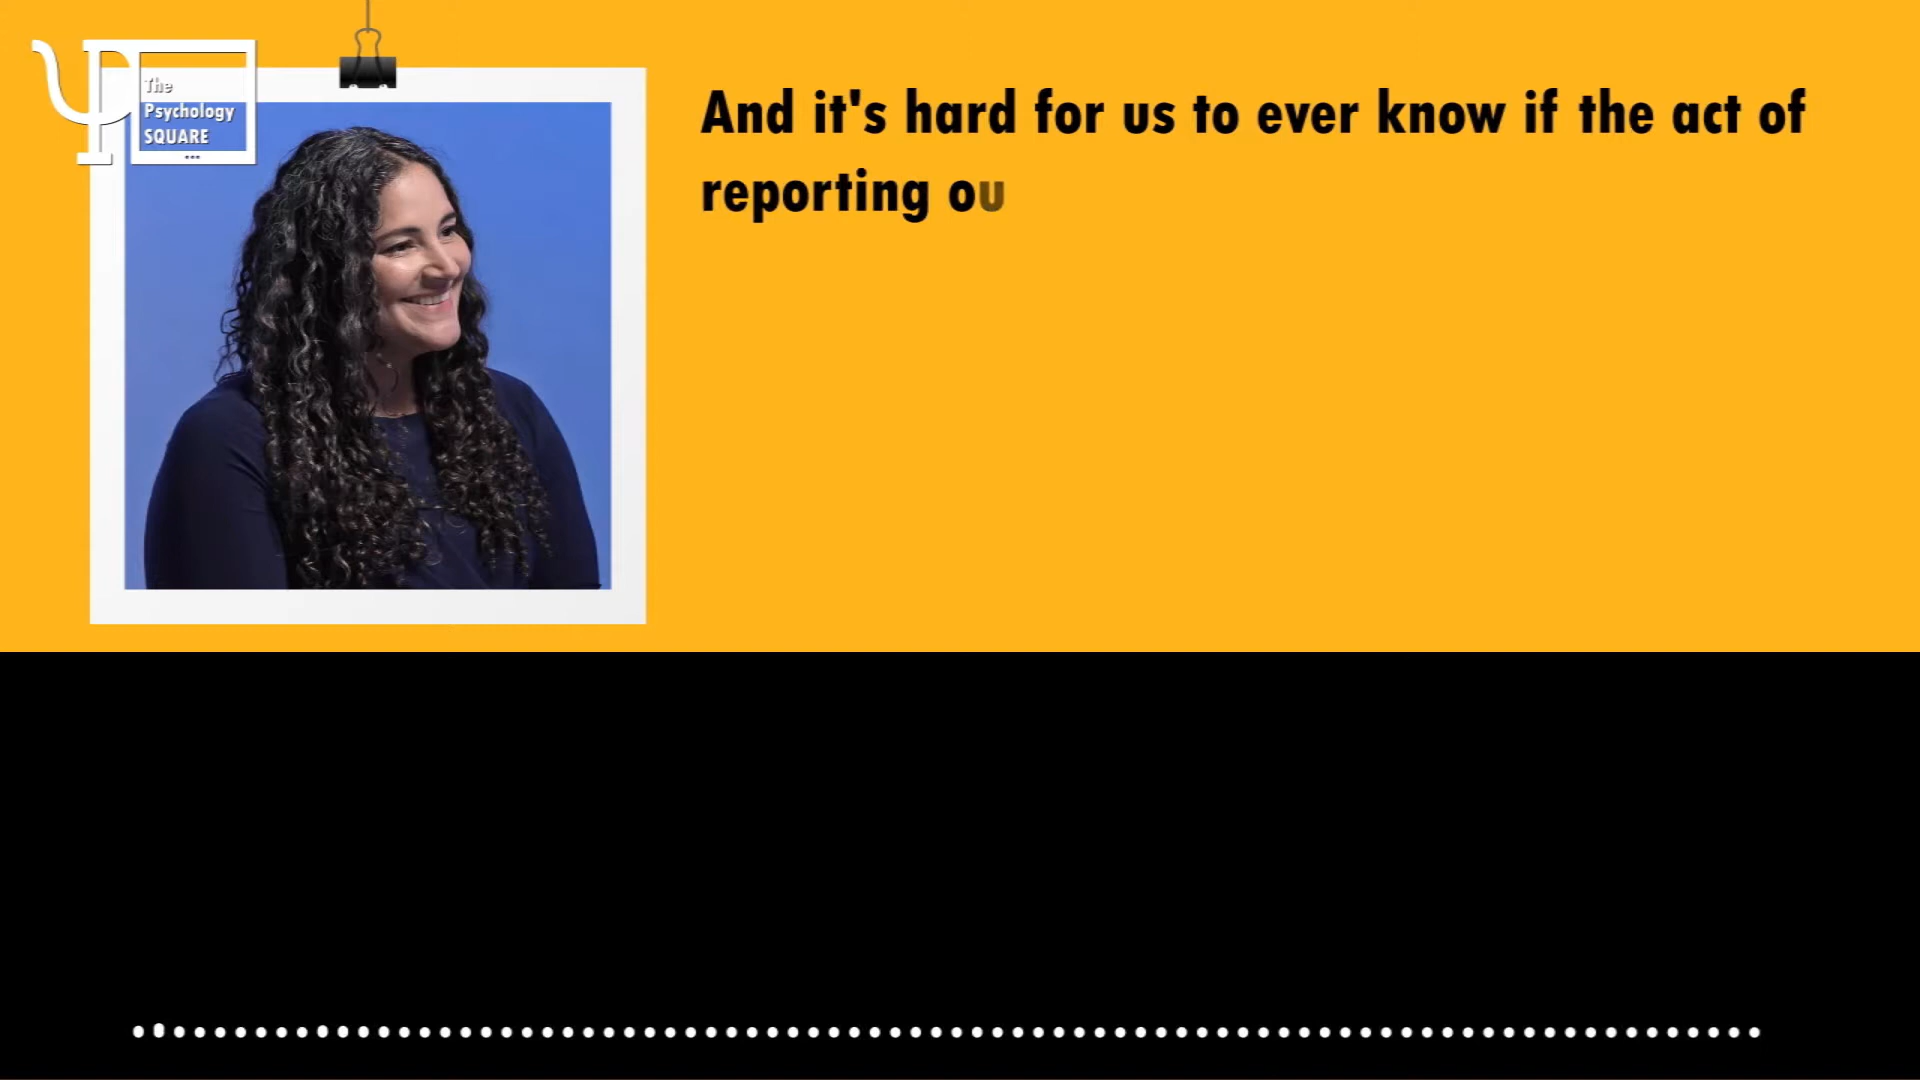 The
Psychology
SQUARE
And it's hard for us to ever know if the act of
reporting ou